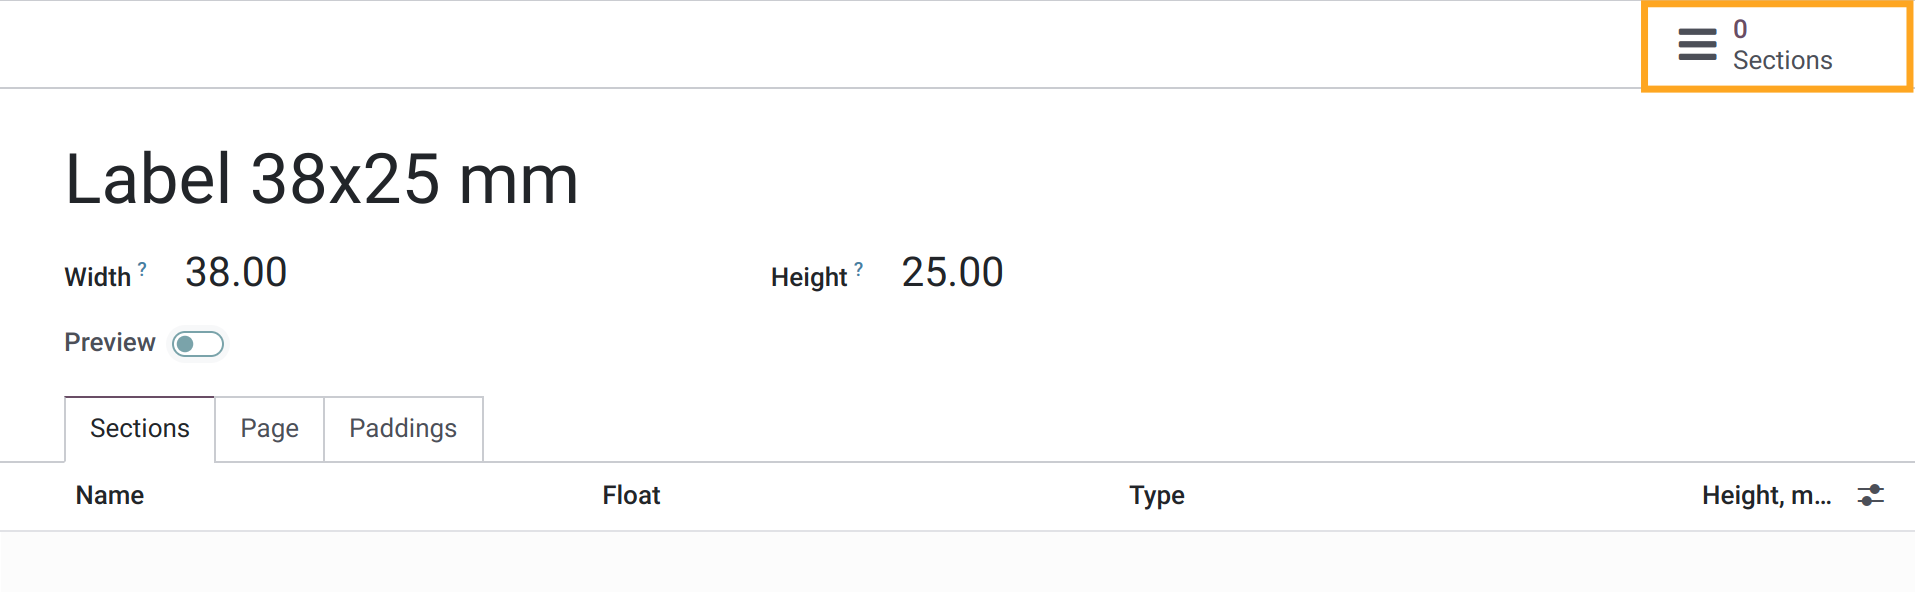 0
Sections
Label 38x25 mm
Width ? 38.00 Height ? 25.00
Preview
Sections Page Paddings
Name Float Type Height, m...